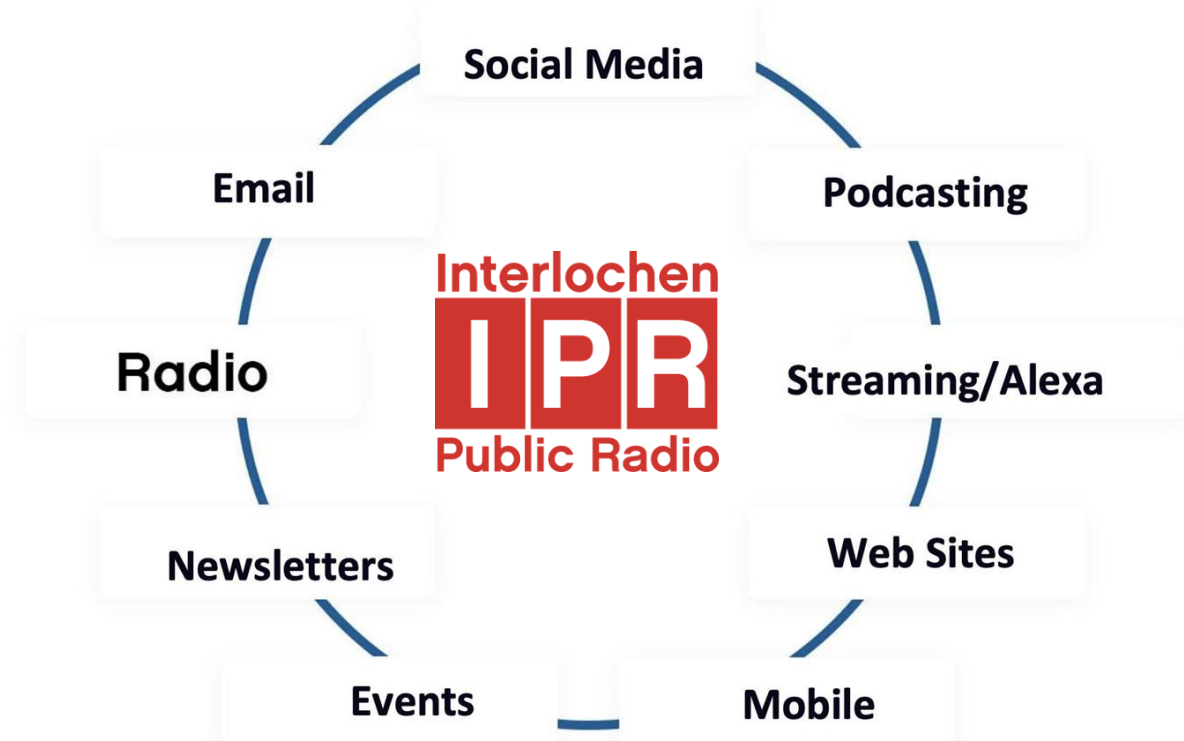 Social Media
Email
Podcasting
Interlochen
IPR
Public Radio
Radio
Streaming/Alexa
Newsletters
Web Sites
Events
Mobile